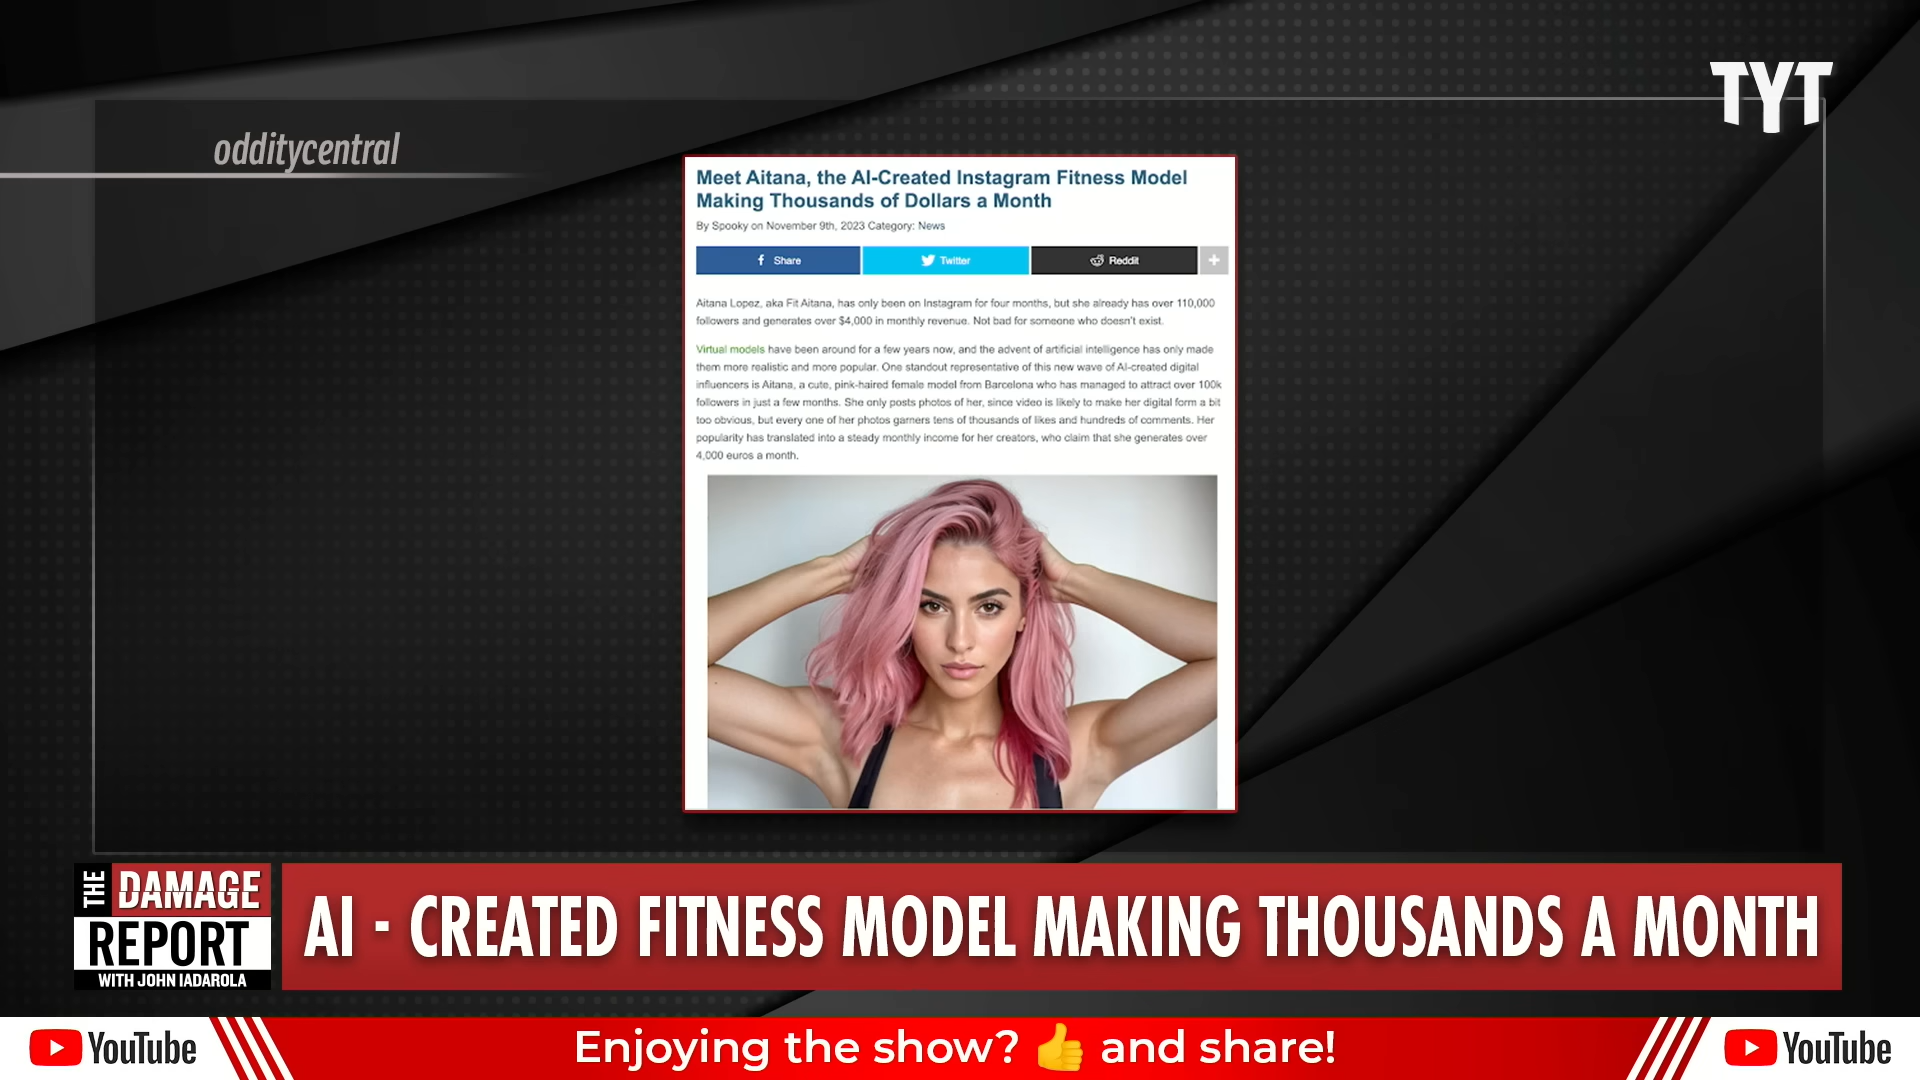 TYT
odditycentral
Meet Aitana, the AI-Created Instagram Fitness Model
Making Thousands of Dollars a Month
By Spooky on November 9th, 2023 Category: News
Share
Twitter
Reddit
+
Aitana Lopez, aka Fit Aitana, has only been on Instagram for four months, but she already has over 110,000
followers and generates over $4,000 in monthly revenue. Not bad for someone who doesn't exist.
Virtual models have been around for a few years now, and the advent of artificial intelligence has only made
them more realistic and more popular. One standout representative of this new wave of AI-created digital
influencers is Aitana, a cute, pink-haired female model from Barcelona who has managed to attract over 100k
followers in just a few months. She only posts photos of her, since video is likely to make her digital form a bit
too obvious, but every one of her photos garners tens of thousands of likes and hundreds of comments. Her
popularity has translated into a steady monthly income for her creators, who claim that she generates over
4,000 euros a month.
THE DAMAGE
REPORT
WITH JOHN IADAROLA
AI - CREATED FITNESS MODEL MAKING THOUSANDS A MONTH
YouTube
Enjoying the show? 👍 and share!
YouTube